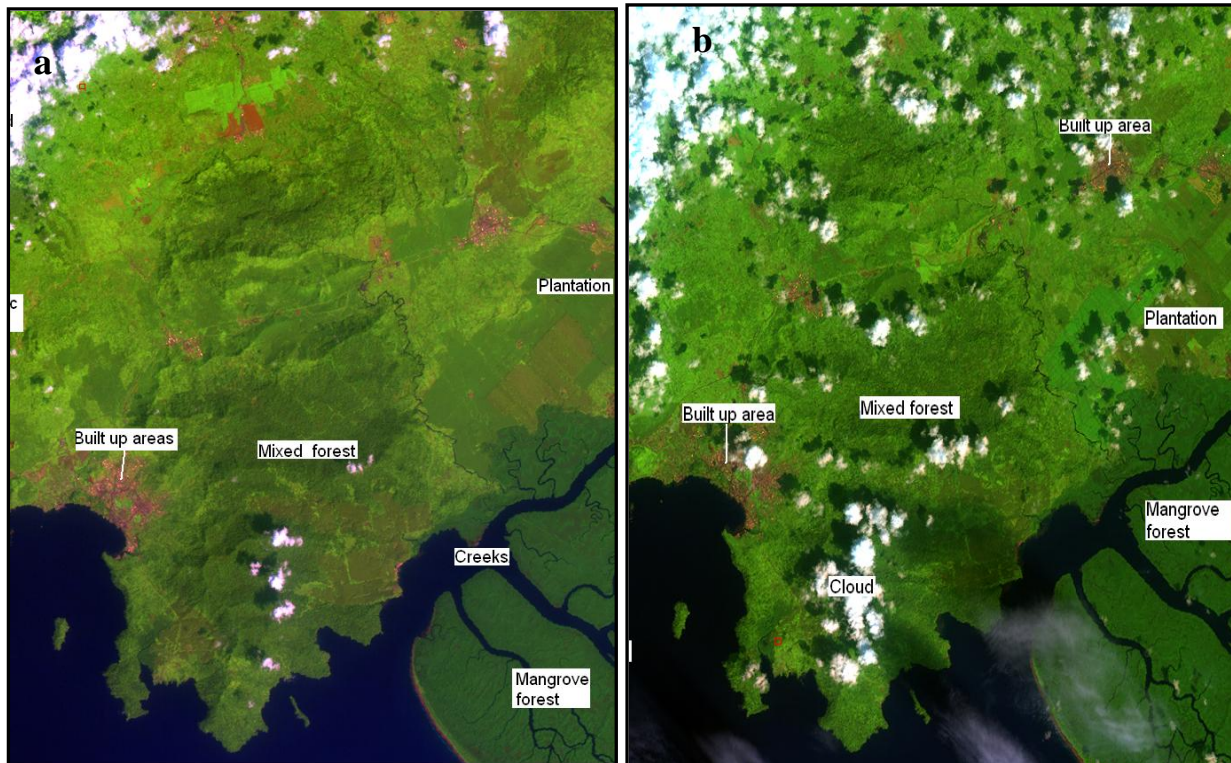 a
Plantation
Built up areas
Mixed forest
Creeks
Mangrove
forest
c
b
Built up area
Plantation
Mixed forest
Built up area
Mangrove
forest
Cloud